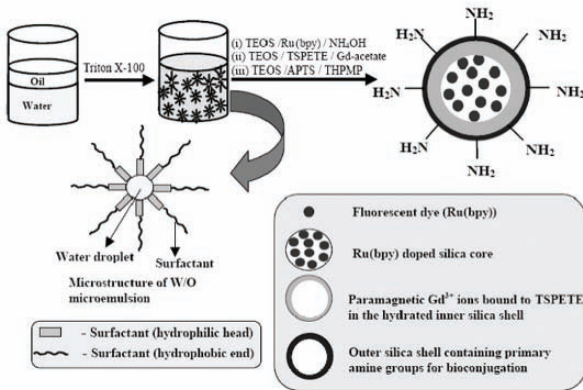 Oil
Water
Triton X-100
(i) TEOS /Ru(bpy) / NH₄OH
(ii) TEOS / TSPETE / Gd-acetate
(iii) TEOS /APTS / THPMP
NH₂
NH₂
NH₂
H₂N
NH₂
H₂N
NH₂
NH₂
Water droplet
Surfactant
Microstructure of W/O
microemulsion
- Surfactant (hydrophilic head)
- Surfactant (hydrophobic end)
Fluorescent dye (Ru(bpy))
Ru(bpy) doped silica core
Paramagnetic Gd³⁺ ions bound to TSPETE
in the hydrated inner silica shell
Outer silica shell containing primary
amine groups for bioconjugation